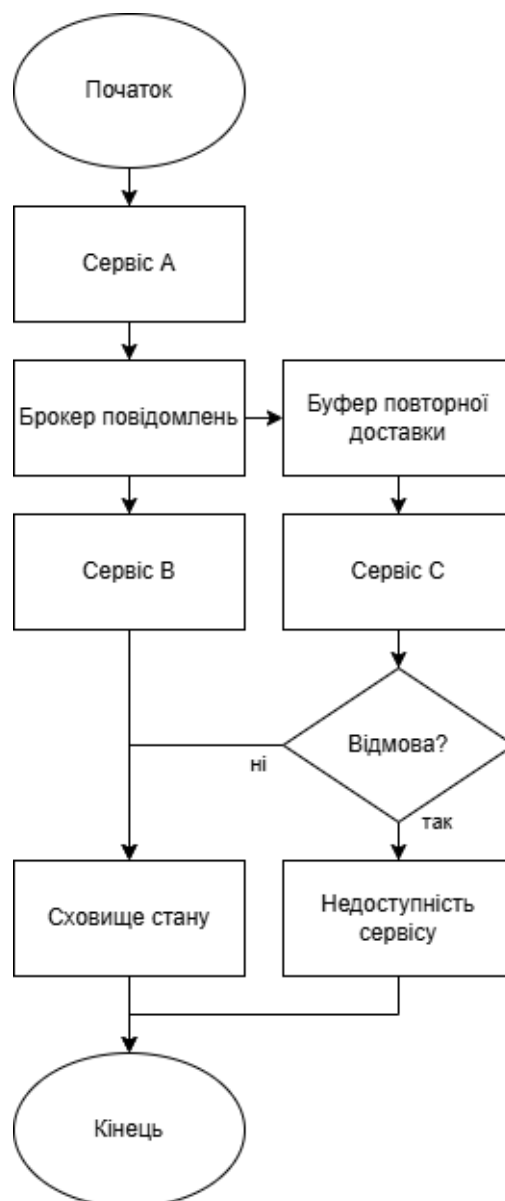 Початок
Сервіс А
Брокер повідомлень
Буфер повторної
доставки
Сервіс В
Сервіс С
Відмова?
ні
так
Сховище стану
Недоступність
сервісу
Кінець